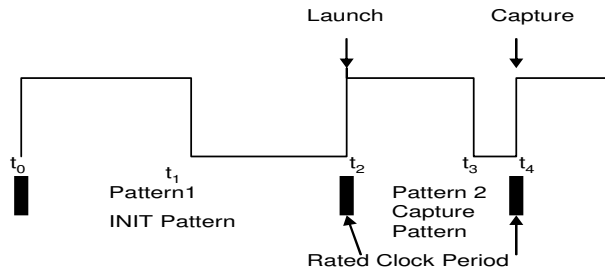 Launch
Capture
t0
t1
t2
t3
t4
Pattern1
INIT Pattern
Pattern 2
Capture
Pattern
Rated Clock Period